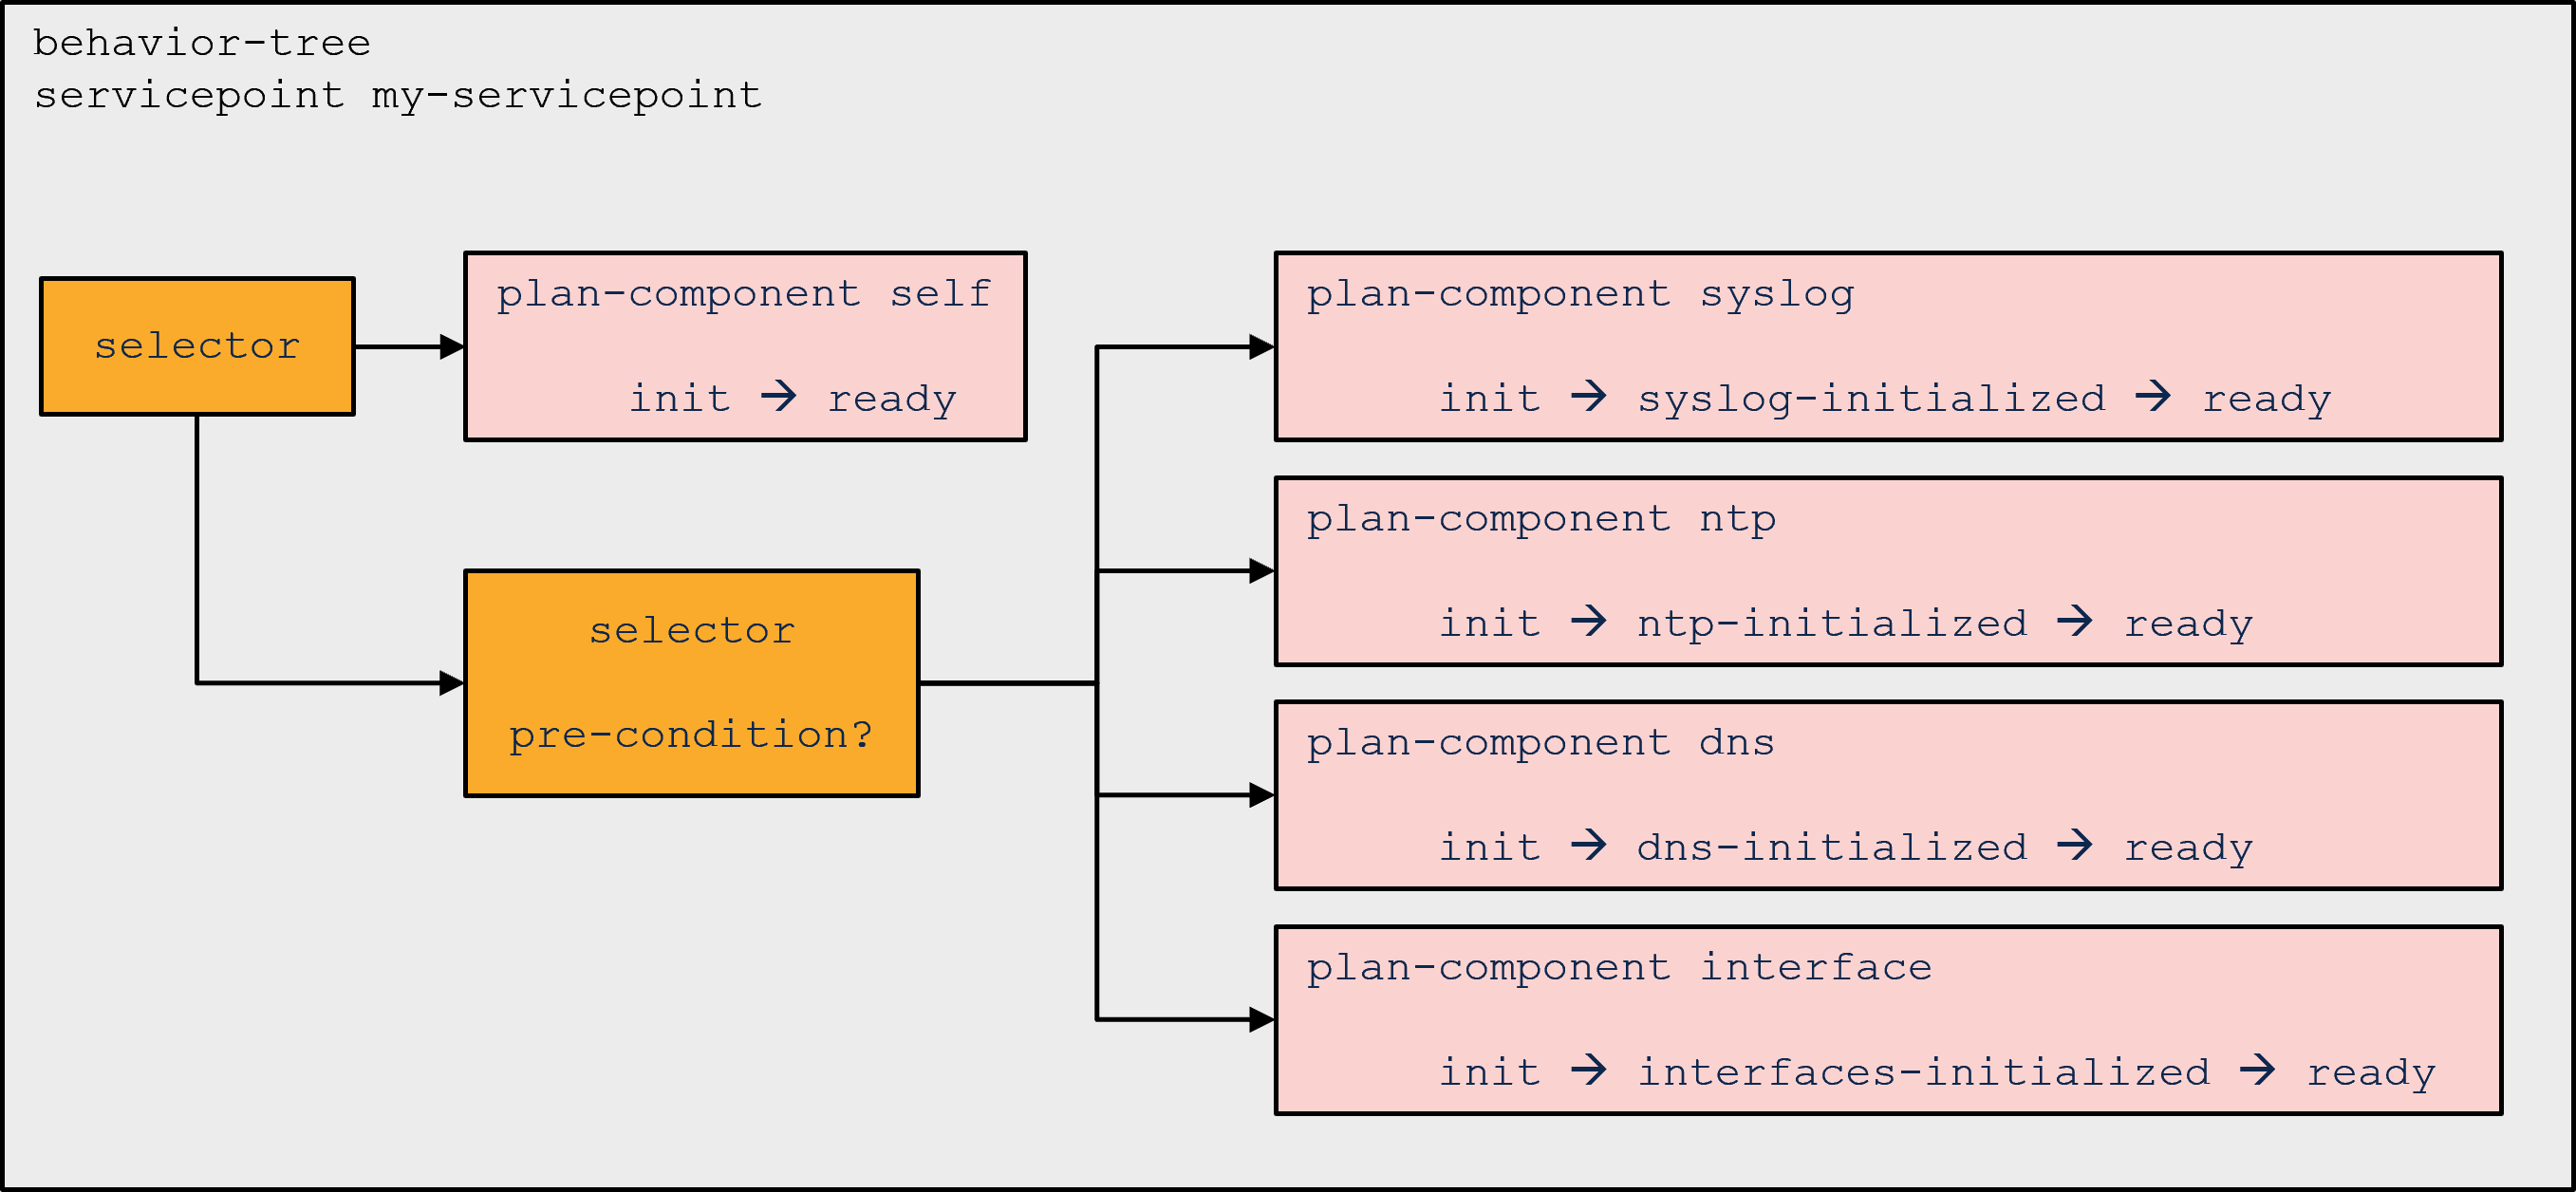 behavior-tree
servicepoint my-servicepoint
selector
plan-component self
init → ready
selector
pre-condition?
plan-component syslog
init → syslog-initialized → ready
plan-component ntp
init → ntp-initialized → ready
plan-component dns
init → dns-initialized → ready
plan-component interface
init → interfaces-initialized → ready